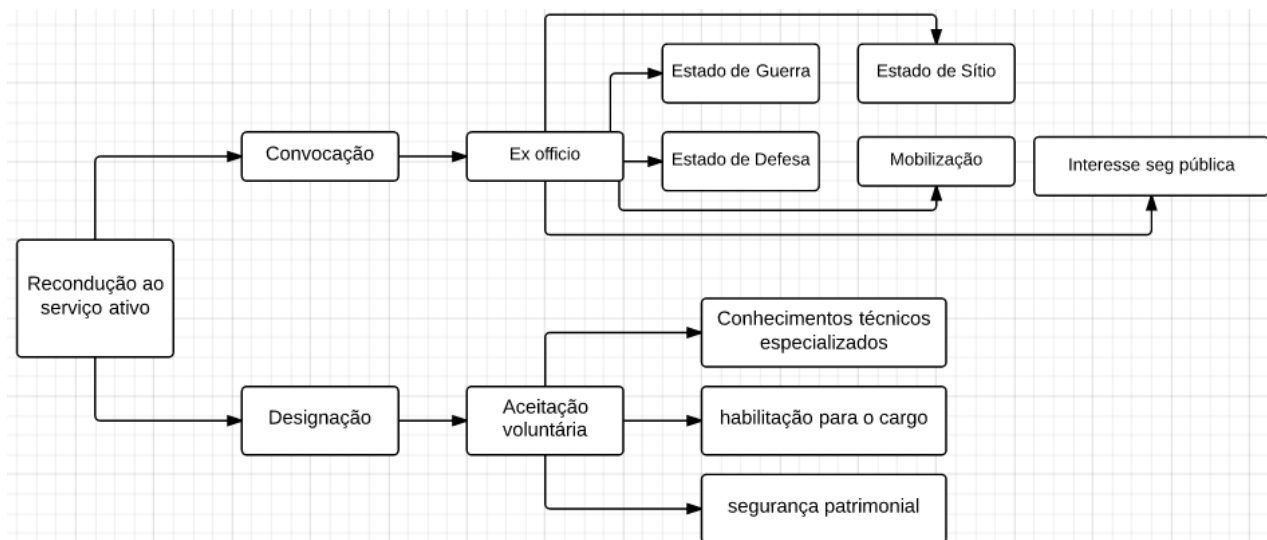 Estado de Guerra
Estado de Sítio
Convocação
Ex officio
Estado de Defesa
Mobilização
Interesse seg pública
Recondução ao
serviço ativo
Conhecimentos técnicos
especializados
Designação
Aceitação
voluntária
habilitação para o cargo
segurança patrimonial